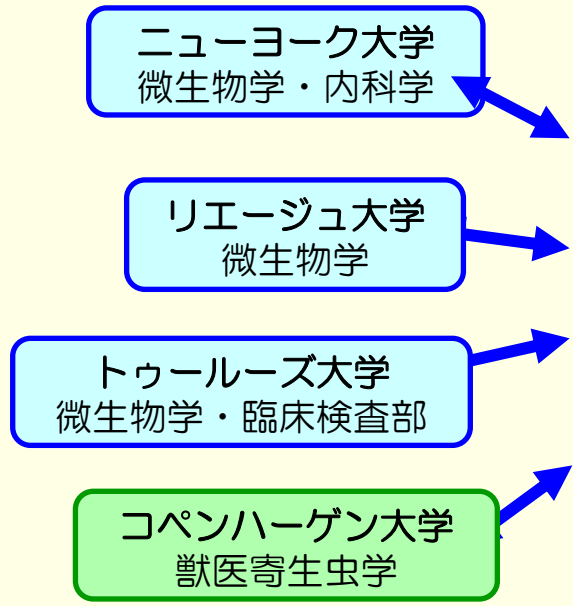 ニューヨーク大学
微生物学・内科学
リエージュ大学
微生物学
トゥールーズ大学
微生物学・臨床検査部
コペンハーゲン大学
獣医寄生虫学